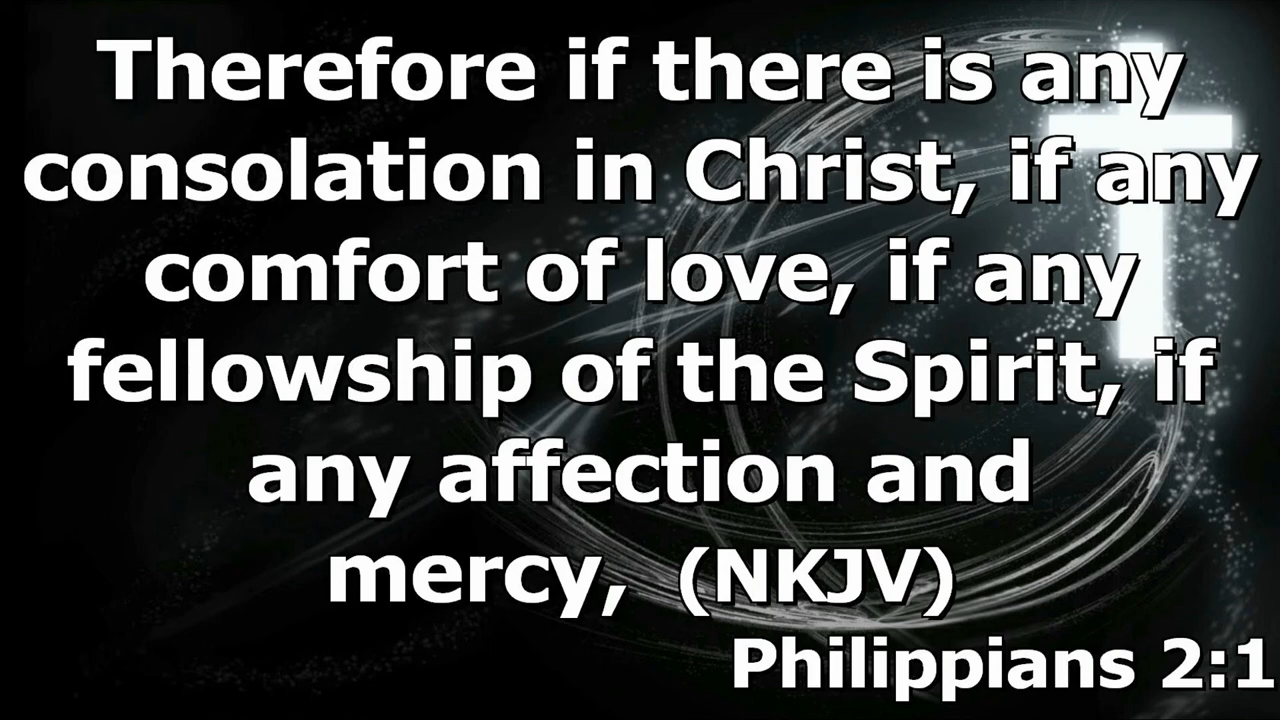 Therefore if there is any
consolation in Christ, if any
comfort of love, if any
fellowship of the Spirit, if
any affection and
mercy, (NKJV)
Philippians 2:1